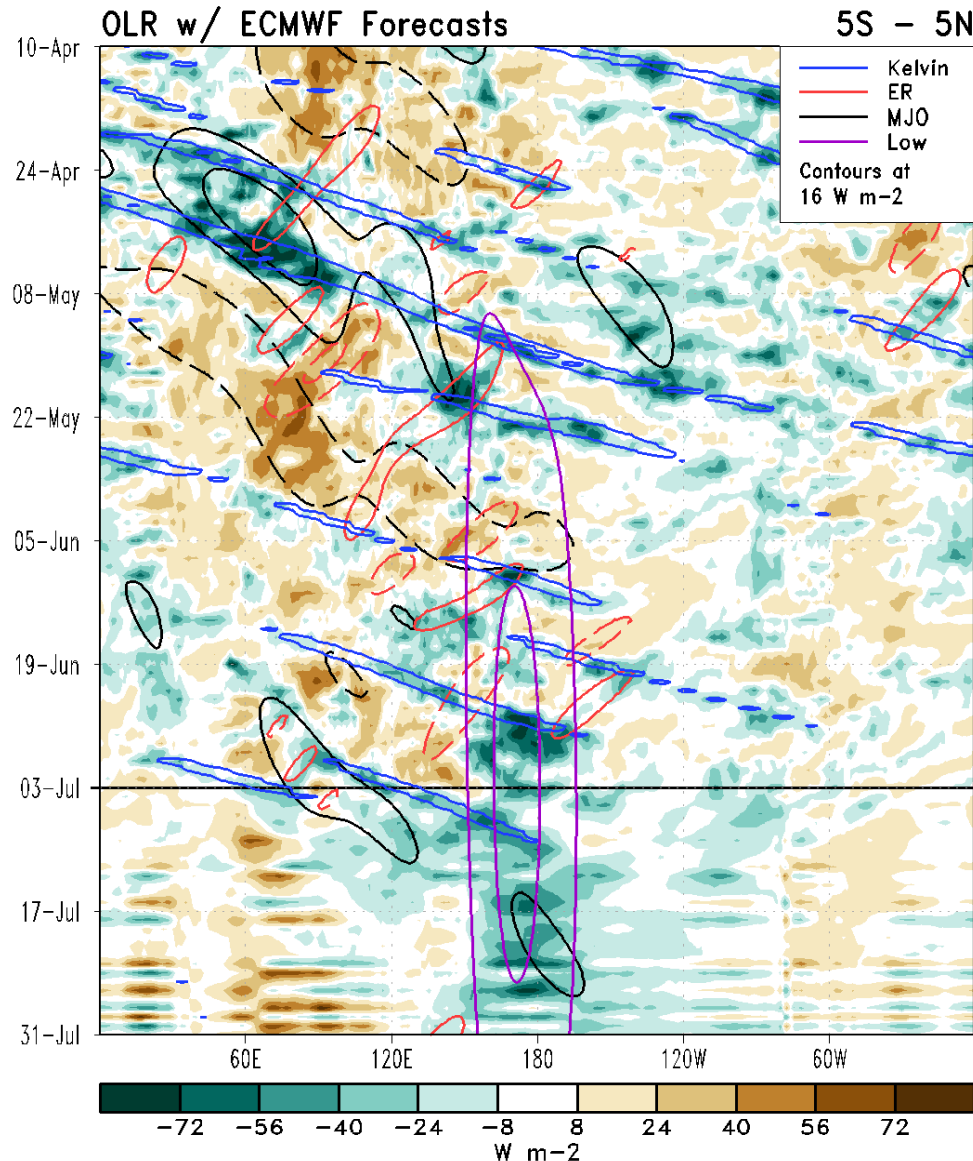 OLR w/ ECMWF Forecasts 5S - 5N
Kelvin
ER
MJO
Low
Contours at
16 W m-2
10-Apr
24-Apr
08-May
22-May
05-Jun
19-Jun
03-Jul
17-Jul
31-Jul
60E 120E 180 120W 60W
-72 -56 -40 -24 -8 8 24 40 56 72
W m-2